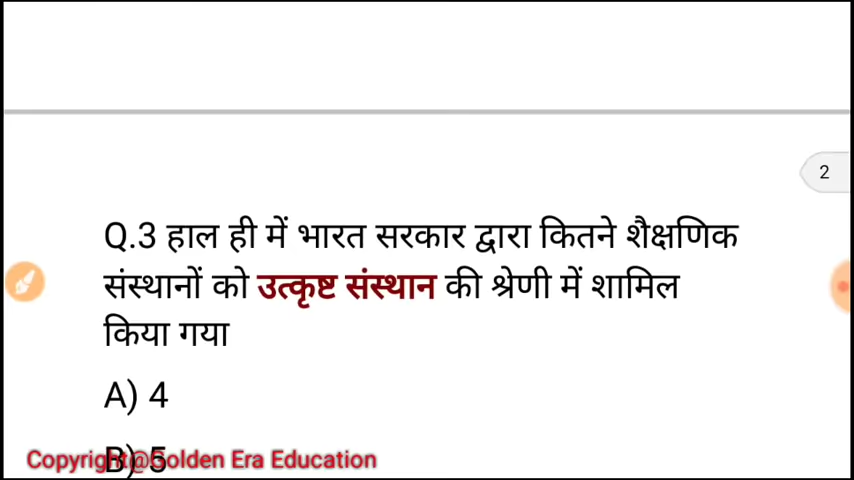 2
Q.3 हाल ही में भारत सरकार द्वारा कितने शैक्षणिक
संस्थानों को उत्कृष्ट संस्थान की श्रेणी में शामिल
किया गया
A) 4
B) 5
Copyright@Golden Era Education